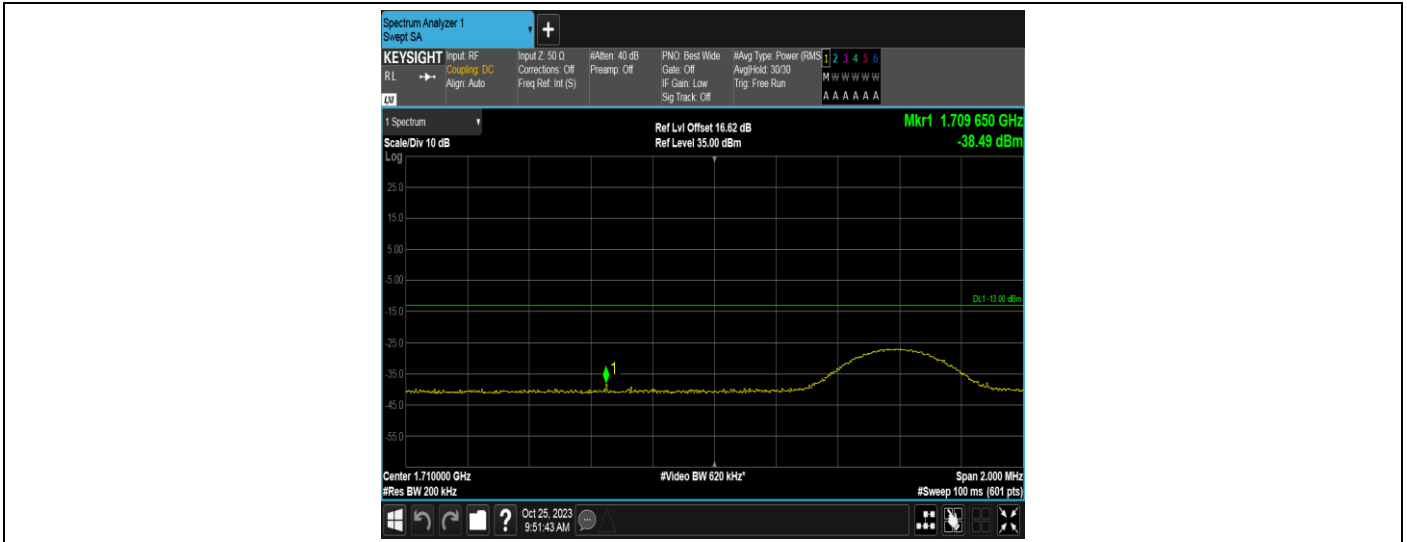 Spectrum Analyzer 1
Swept SA
+
KEYSIGHT
RL
LXI
Input: RF
Coupling: DC
Align: Auto
Input Z: 50 Ω
Corrections: Off
Freq Ref: Int (S)
#Atten: 40 dB
Preamp: Off
PNO: Best Wide
Gate: Off
IF Gain: Low
Sig Track: Off
#Avg Type: Power (RMS
Avg|Hold: 30/30
Trig: Free Run
1 2 3 4 5 6
M W W W W W
A A A A A A
1 Spectrum
Scale/Div 10 dB
Ref Lvl Offset 16.62 dB
Ref Level 35.00 dBm
Mkr1 1.709 650 GHz
-38.49 dBm
Log
25.0
15.0
5.00
-5.00
DL1 -13.00 dBm
-15.0
-25.0
1
-35.0
-45.0
-55.0
Center 1.710000 GHz
#Video BW 620 kHz*
Span 2.000 MHz
#Res BW 200 kHz
#Sweep 100 ms (601 pts)
?
Oct 25, 2023
9:51:43 AM